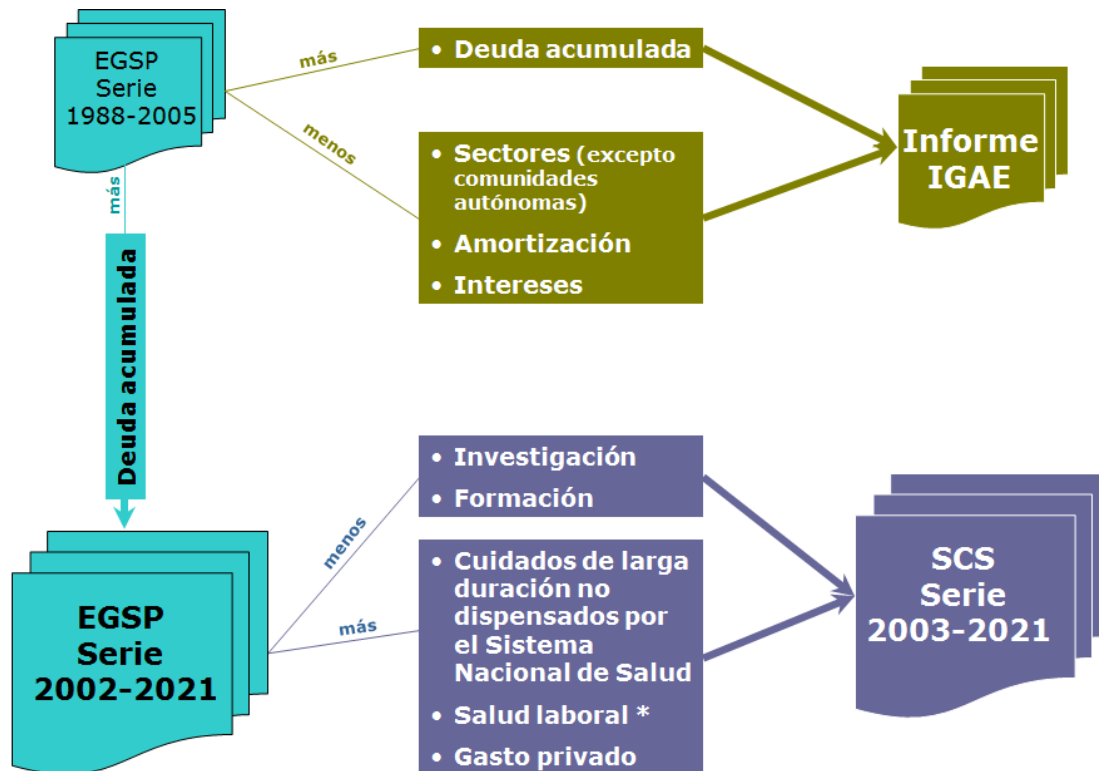 EGSP
Serie
1988-2005
más
• Deuda acumulada
menos
• Sectores (excepto
comunidades
autónomas)
• Amortización
• Intereses
Informe
IGAE
más
Deuda acumulada
EGSP
Serie
2002-2021
menos
• Investigación
• Formación
más
• Cuidados de larga
duración no
dispensados por
el Sistema
Nacional de Salud
• Salud laboral *
• Gasto privado
SCS
Serie
2003-2021